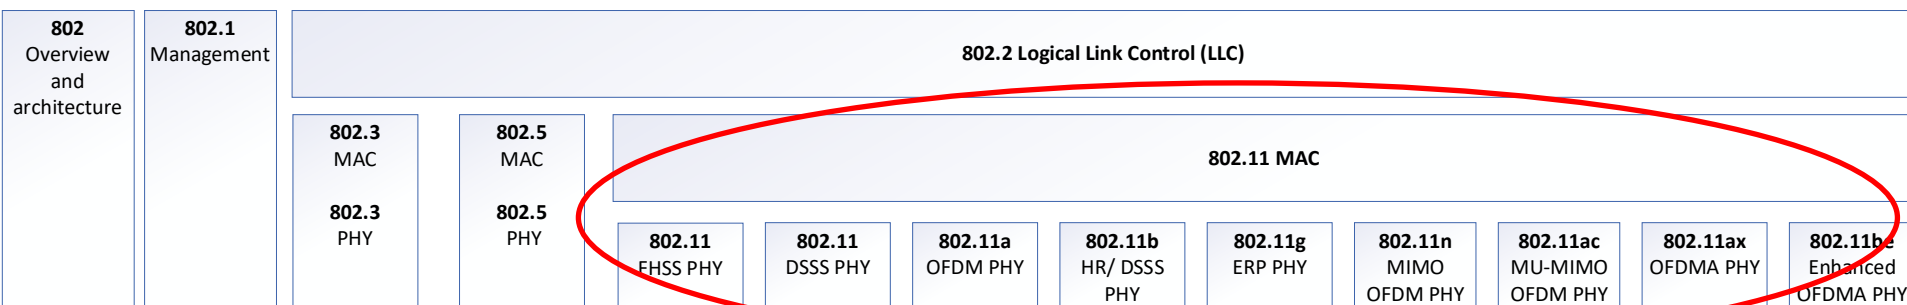 802
Overview
and
architecture
802.1
Management
802.2 Logical Link Control (LLC)
802.3
MAC
802.3
PHY
802.5
MAC
802.5
PHY
802.11 MAC
802.11
FHSS PHY
802.11
DSSS PHY
802.11a
OFDM PHY
802.11b
HR/ DSSS
PHY
802.11g
ERP PHY
802.11n
MIMO
OFDM PHY
802.11ac
MU-MIMO
OFDM PHY
802.11ax
OFDMA PHY
802.11be
Enhanced
OFDMA PHY